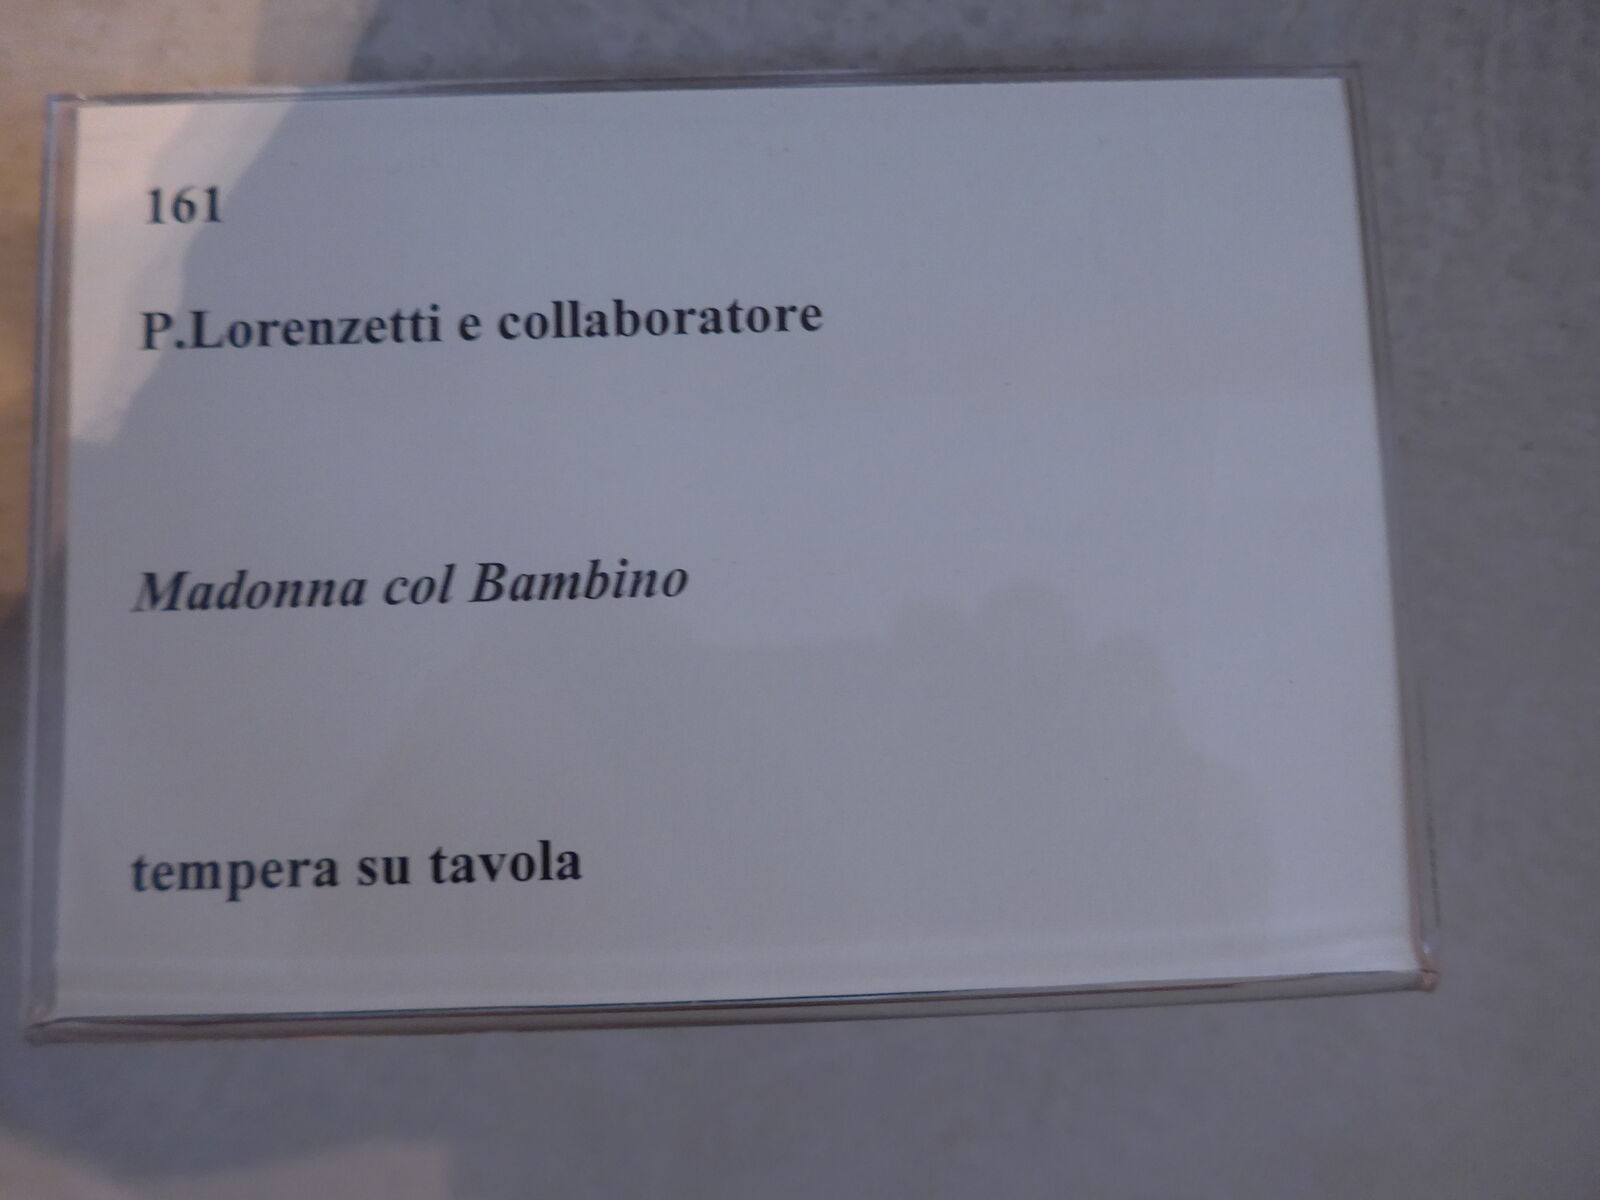 161
P.Lorenzetti e collaboratore
Madonna col Bambino
tempera su tavola